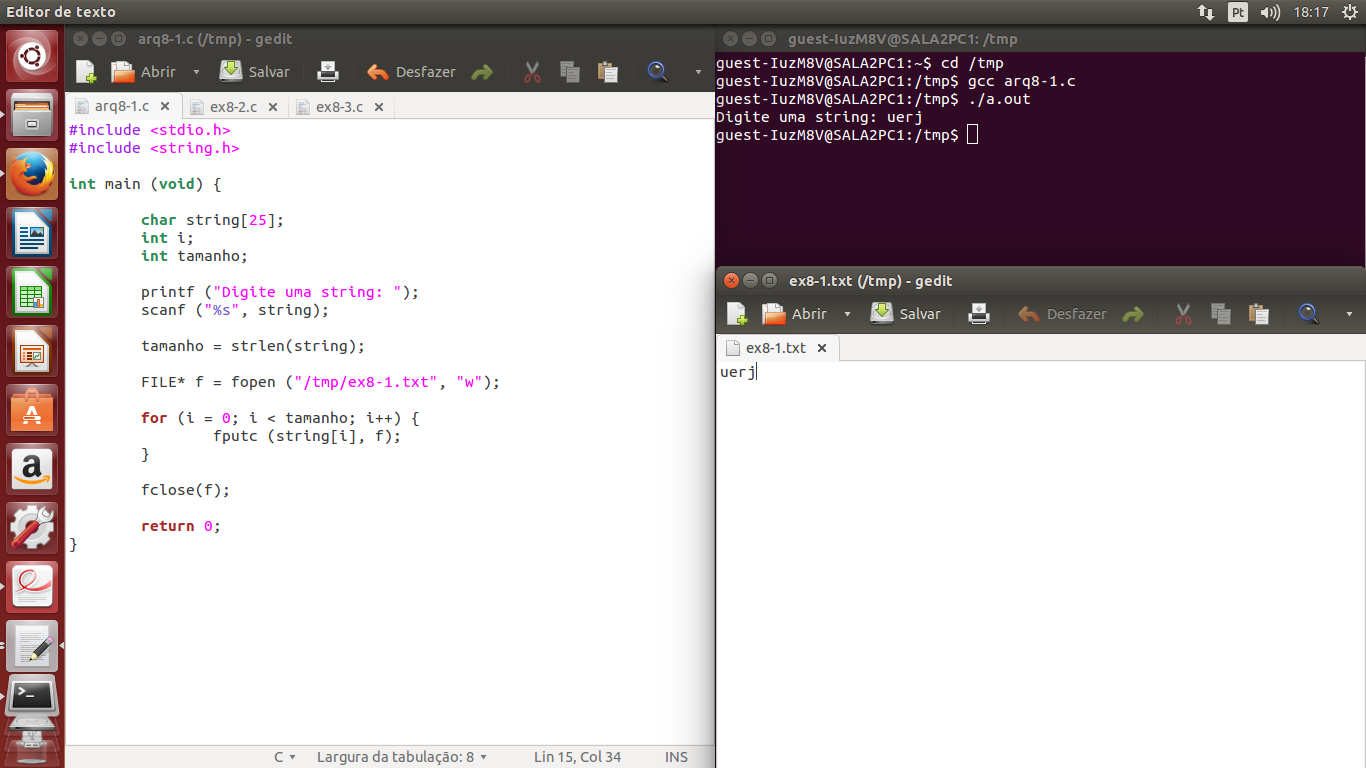 Editor de texto
Pt
18:17
arq8-1.c (/tmp) - gedit
Abrir
Salvar
Desfazer
arq8-1.c
ex8-2.c
ex8-3.c
#include <stdio.h>
#include <string.h>
int main (void) {
char string[25];
int i;
int tamanho;
printf ("Digite uma string: ");
scanf ("%s", string);
tamanho = strlen(string);
FILE* f = fopen ("/tmp/ex8-1.txt", "w");
for (i = 0; i < tamanho; i++) {
fputc (string[i], f);
}
fclose(f);
return 0;
}
C
Largura da tabulação: 8
Lin 15, Col 34
INS
guest-IuzM8V@SALA2PC1: /tmp
guest-IuzM8V@SALA2PC1:~$ cd /tmp
guest-IuzM8V@SALA2PC1:/tmp$ gcc arq8-1.c
guest-IuzM8V@SALA2PC1:/tmp$ ./a.out
Digite uma string: uerj
guest-IuzM8V@SALA2PC1:/tmp$
ex8-1.txt (/tmp) - gedit
Abrir
Salvar
Desfazer
ex8-1.txt
uerj